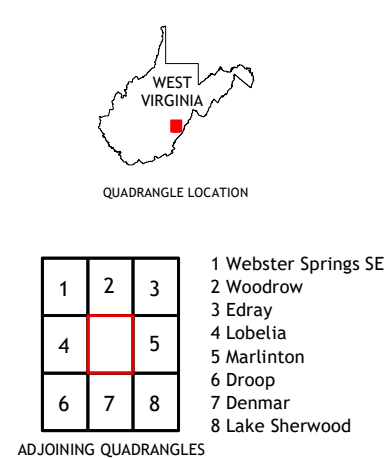 WEST
VIRGINIA
QUADRANGLE LOCATION
1 2 3
4 5
6 7 8
ADJOINING QUADRANGLES
1 Webster Springs SE
2 Woodrow
3 Edray
4 Lobelia
5 Marlinton
6 Droop
7 Denmar
8 Lake Sherwood